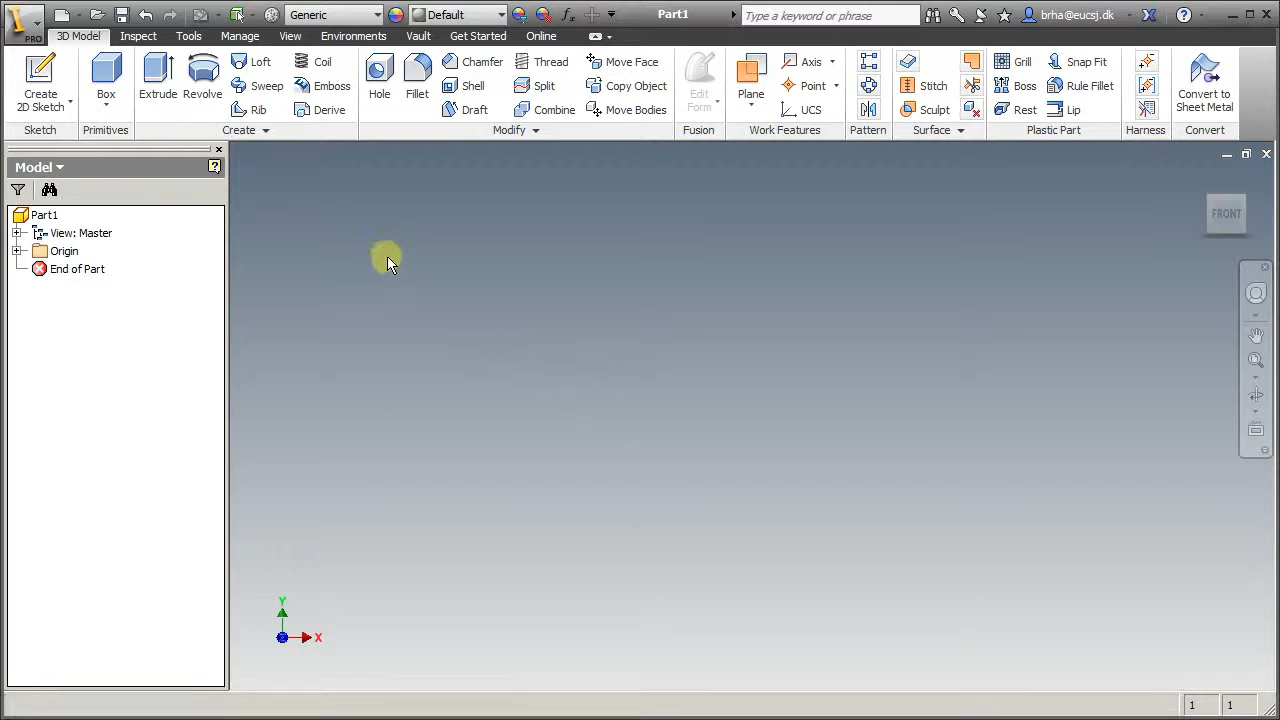 PRO
Generic
Default
Part1
Type a keyword or phrase
brha@eucsj.dk
3D Model Inspect Tools Manage View Environments Vault Get Started Online
Create
2D Sketch
Box
Extrude
Revolve
Loft
Sweep
Rib
Coil
Emboss
Derive
Hole
Fillet
Chamfer
Shell
Draft
Thread
Split
Combine
Move Face
Copy Object
Move Bodies
Edit
Form
Plane
Axis
Point
UCS
Stitch
Sculpt
Grill
Boss
Rest
Snap Fit
Rule Fillet
Lip
Convert to
Sheet Metal
Sketch Primitives Create Modify Fusion Work Features Pattern Surface Plastic Part Harness Convert
Model
Part1
View: Master
Origin
End of Part
FRONT
Y
X
1 1